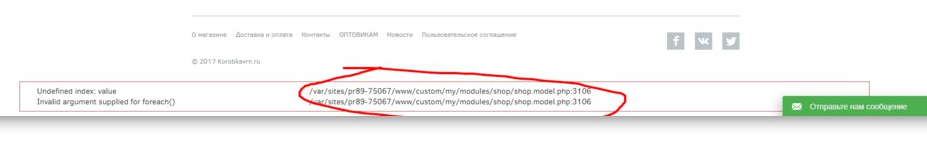 О магазине Доставка и оплата Контакты ОПТОВИКАМ Новости Пользовательское соглашение
© 2017 Korobkavrn.ru
Undefined index: value /var/sites/pr89-75067/www/custom/my/modules/shop/shop.model.php:3106
Invalid argument supplied for foreach() /var/sites/pr89-75067/www/custom/my/modules/shop/shop.model.php:3106
Отправьте нам сообщение